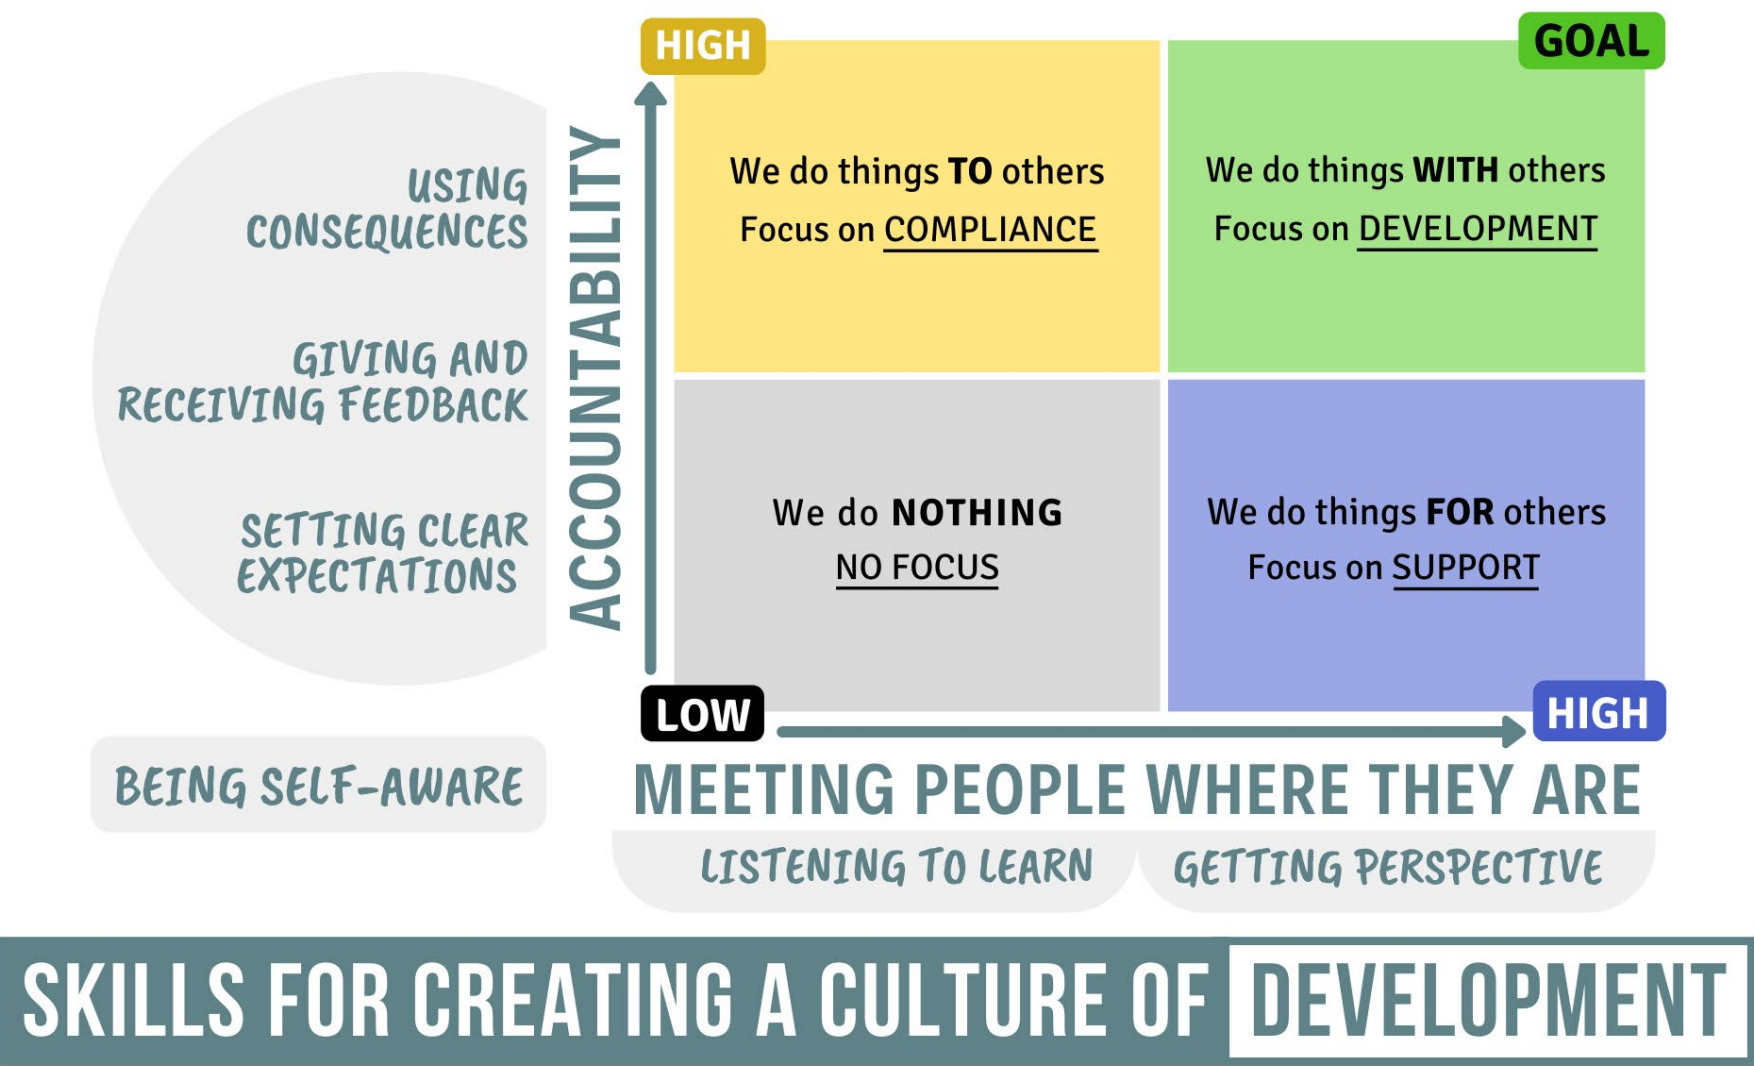 HIGH
GOAL
USING
CONSEQUENCES
GIVING AND
RECEIVING FEEDBACK
SETTING CLEAR
EXPECTATIONS
ACCOUNTABILITY
We do things TO others
Focus on COMPLIANCE
We do things WITH others
Focus on DEVELOPMENT
We do NOTHING
NO FOCUS
We do things FOR others
Focus on SUPPORT
LOW
HIGH
BEING SELF-AWARE
MEETING PEOPLE WHERE THEY ARE
LISTENING TO LEARN
GETTING PERSPECTIVE
SKILLS FOR CREATING A CULTURE OF DEVELOPMENT